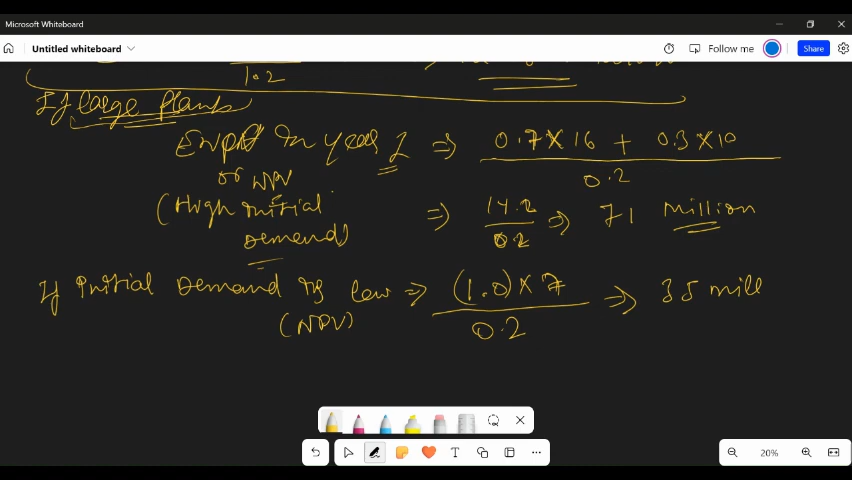 Microsoft Whiteboard
Untitled whiteboard
Follow me
Share
1.2
If large plants
in year 1 ⇒ 0.7 × 16 + 0.3 × 10
0.2
or NPV
(High initial ⇒ 14.2 ⇒ 71 Million
Demand) 0.2
If initial Demand is low ⇒ (1.0) × 7 ⇒ 35 mill
(NPV) 0.2
20%